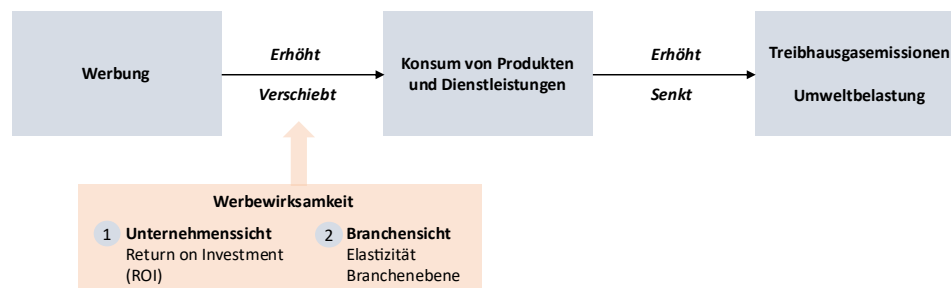 Werbung
Erhöht
Verschiebt
Konsum von Produkten
und Dienstleistungen
Erhöht
Senkt
Treibhausgasemissionen
Umweltbelastung
Werbewirksamkeit
1 Unternehmenssicht
Return on Investment
(ROI)
2 Branchensicht
Elastizität
Branchenebene